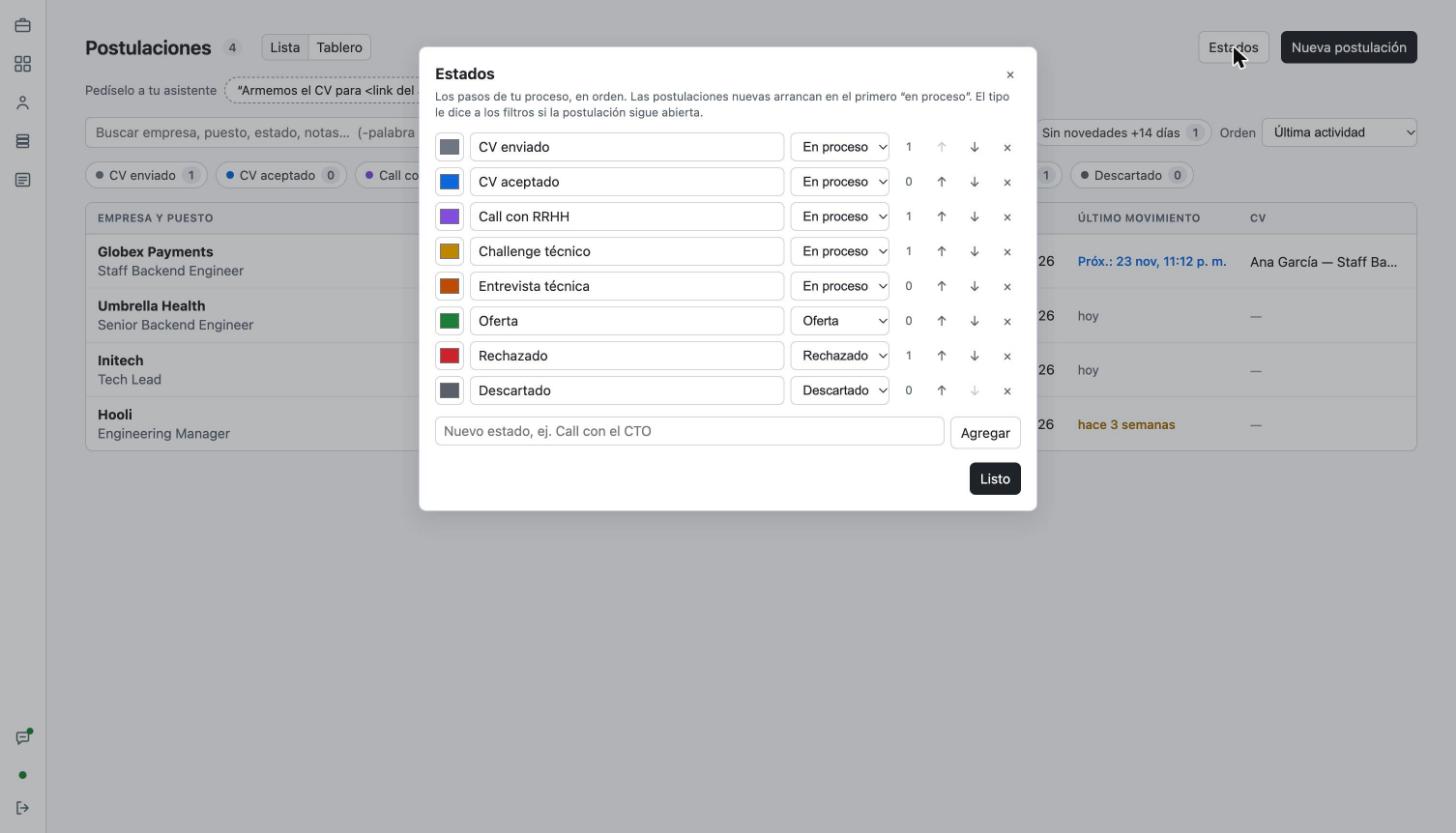 Postulaciones 4 Lista Tablero Estados Nueva postulación
Pedíselo a tu asistente “Armemos el CV para <link del
Buscar empresa, puesto, estado, notas... (-palabra Sin novedades +14 días 1 Orden Última actividad
CV enviado 1 CV aceptado 0 Call co 1 Descartado 0
EMPRESA Y PUESTO ÚLTIMO MOVIMIENTO CV
Globex Payments
Staff Backend Engineer
26 Próx.: 23 nov, 11:12 p. m. Ana García — Staff Ba...
Umbrella Health
Senior Backend Engineer
26 hoy —
Initech
Tech Lead
26 hoy —
Hooli
Engineering Manager
26 hace 3 semanas —
Estados ×
Los pasos de tu proceso, en orden. Las postulaciones nuevas arrancan en el primero “en proceso”. El tipo
le dice a los filtros si la postulación sigue abierta.
CV enviado En proceso 1 ↑ ↓ ×
CV aceptado En proceso 0 ↑ ↓ ×
Call con RRHH En proceso 1 ↑ ↓ ×
Challenge técnico En proceso 1 ↑ ↓ ×
Entrevista técnica En proceso 0 ↑ ↓ ×
Oferta Oferta 0 ↑ ↓ ×
Rechazado Rechazado 1 ↑ ↓ ×
Descartado Descartado 0 ↑ ↓ ×
Nuevo estado, ej. Call con el CTO Agregar
Listo